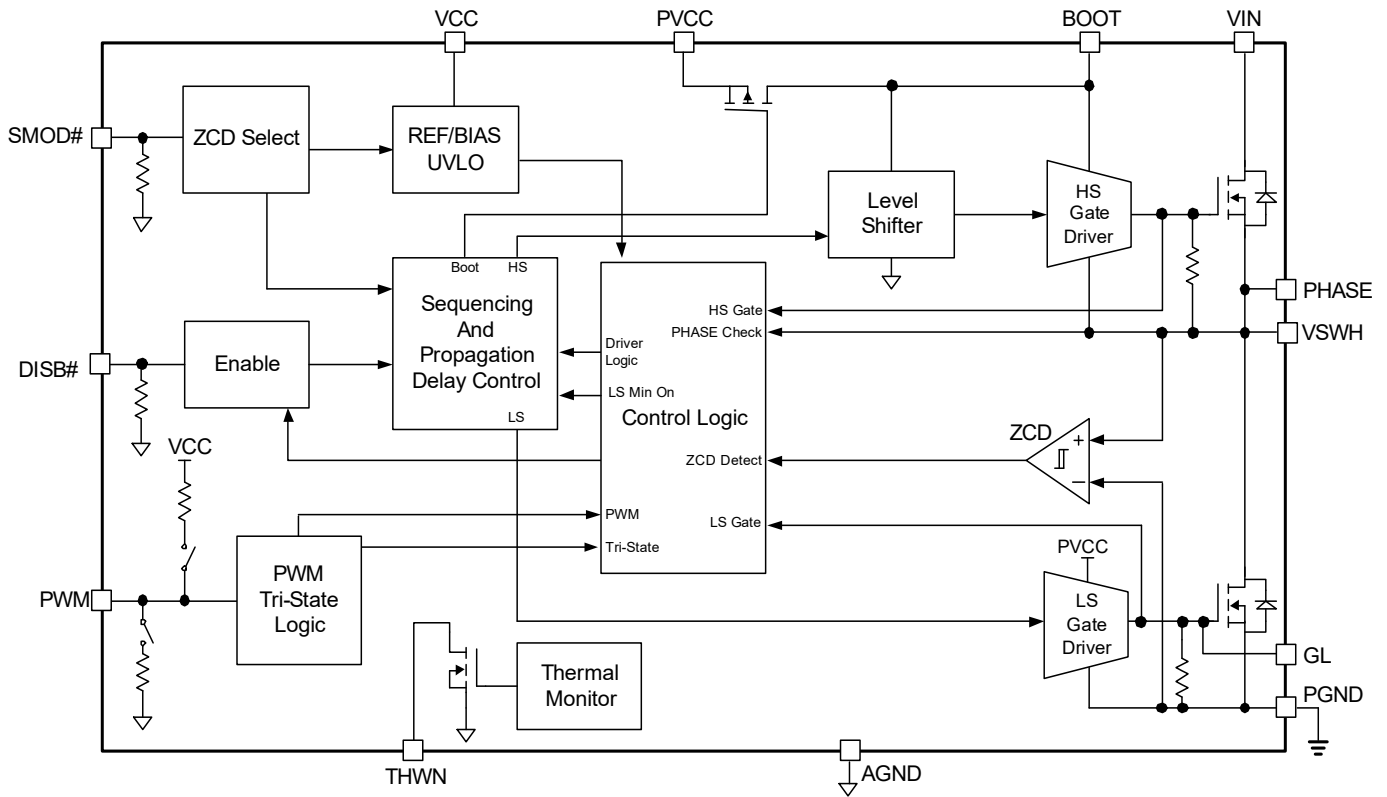 VCC
PVCC
BOOT
VIN
SMOD#
ZCD Select
REF/BIAS
UVLO
Level
Shifter
HS
Gate
Driver
Boot
HS
Sequencing
And
Propagation
Delay Control
LS
HS Gate
PHASE Check
Driver
Logic
LS Min On
Control Logic
ZCD Detect
LS Gate
PWM
Tri-State
PHASE
VSWH
DISB#
Enable
ZCD
+
−
VCC
PWM
PWM
Tri-State
Logic
PVCC
LS
Gate
Driver
GL
PGND
Thermal
Monitor
THWN
AGND